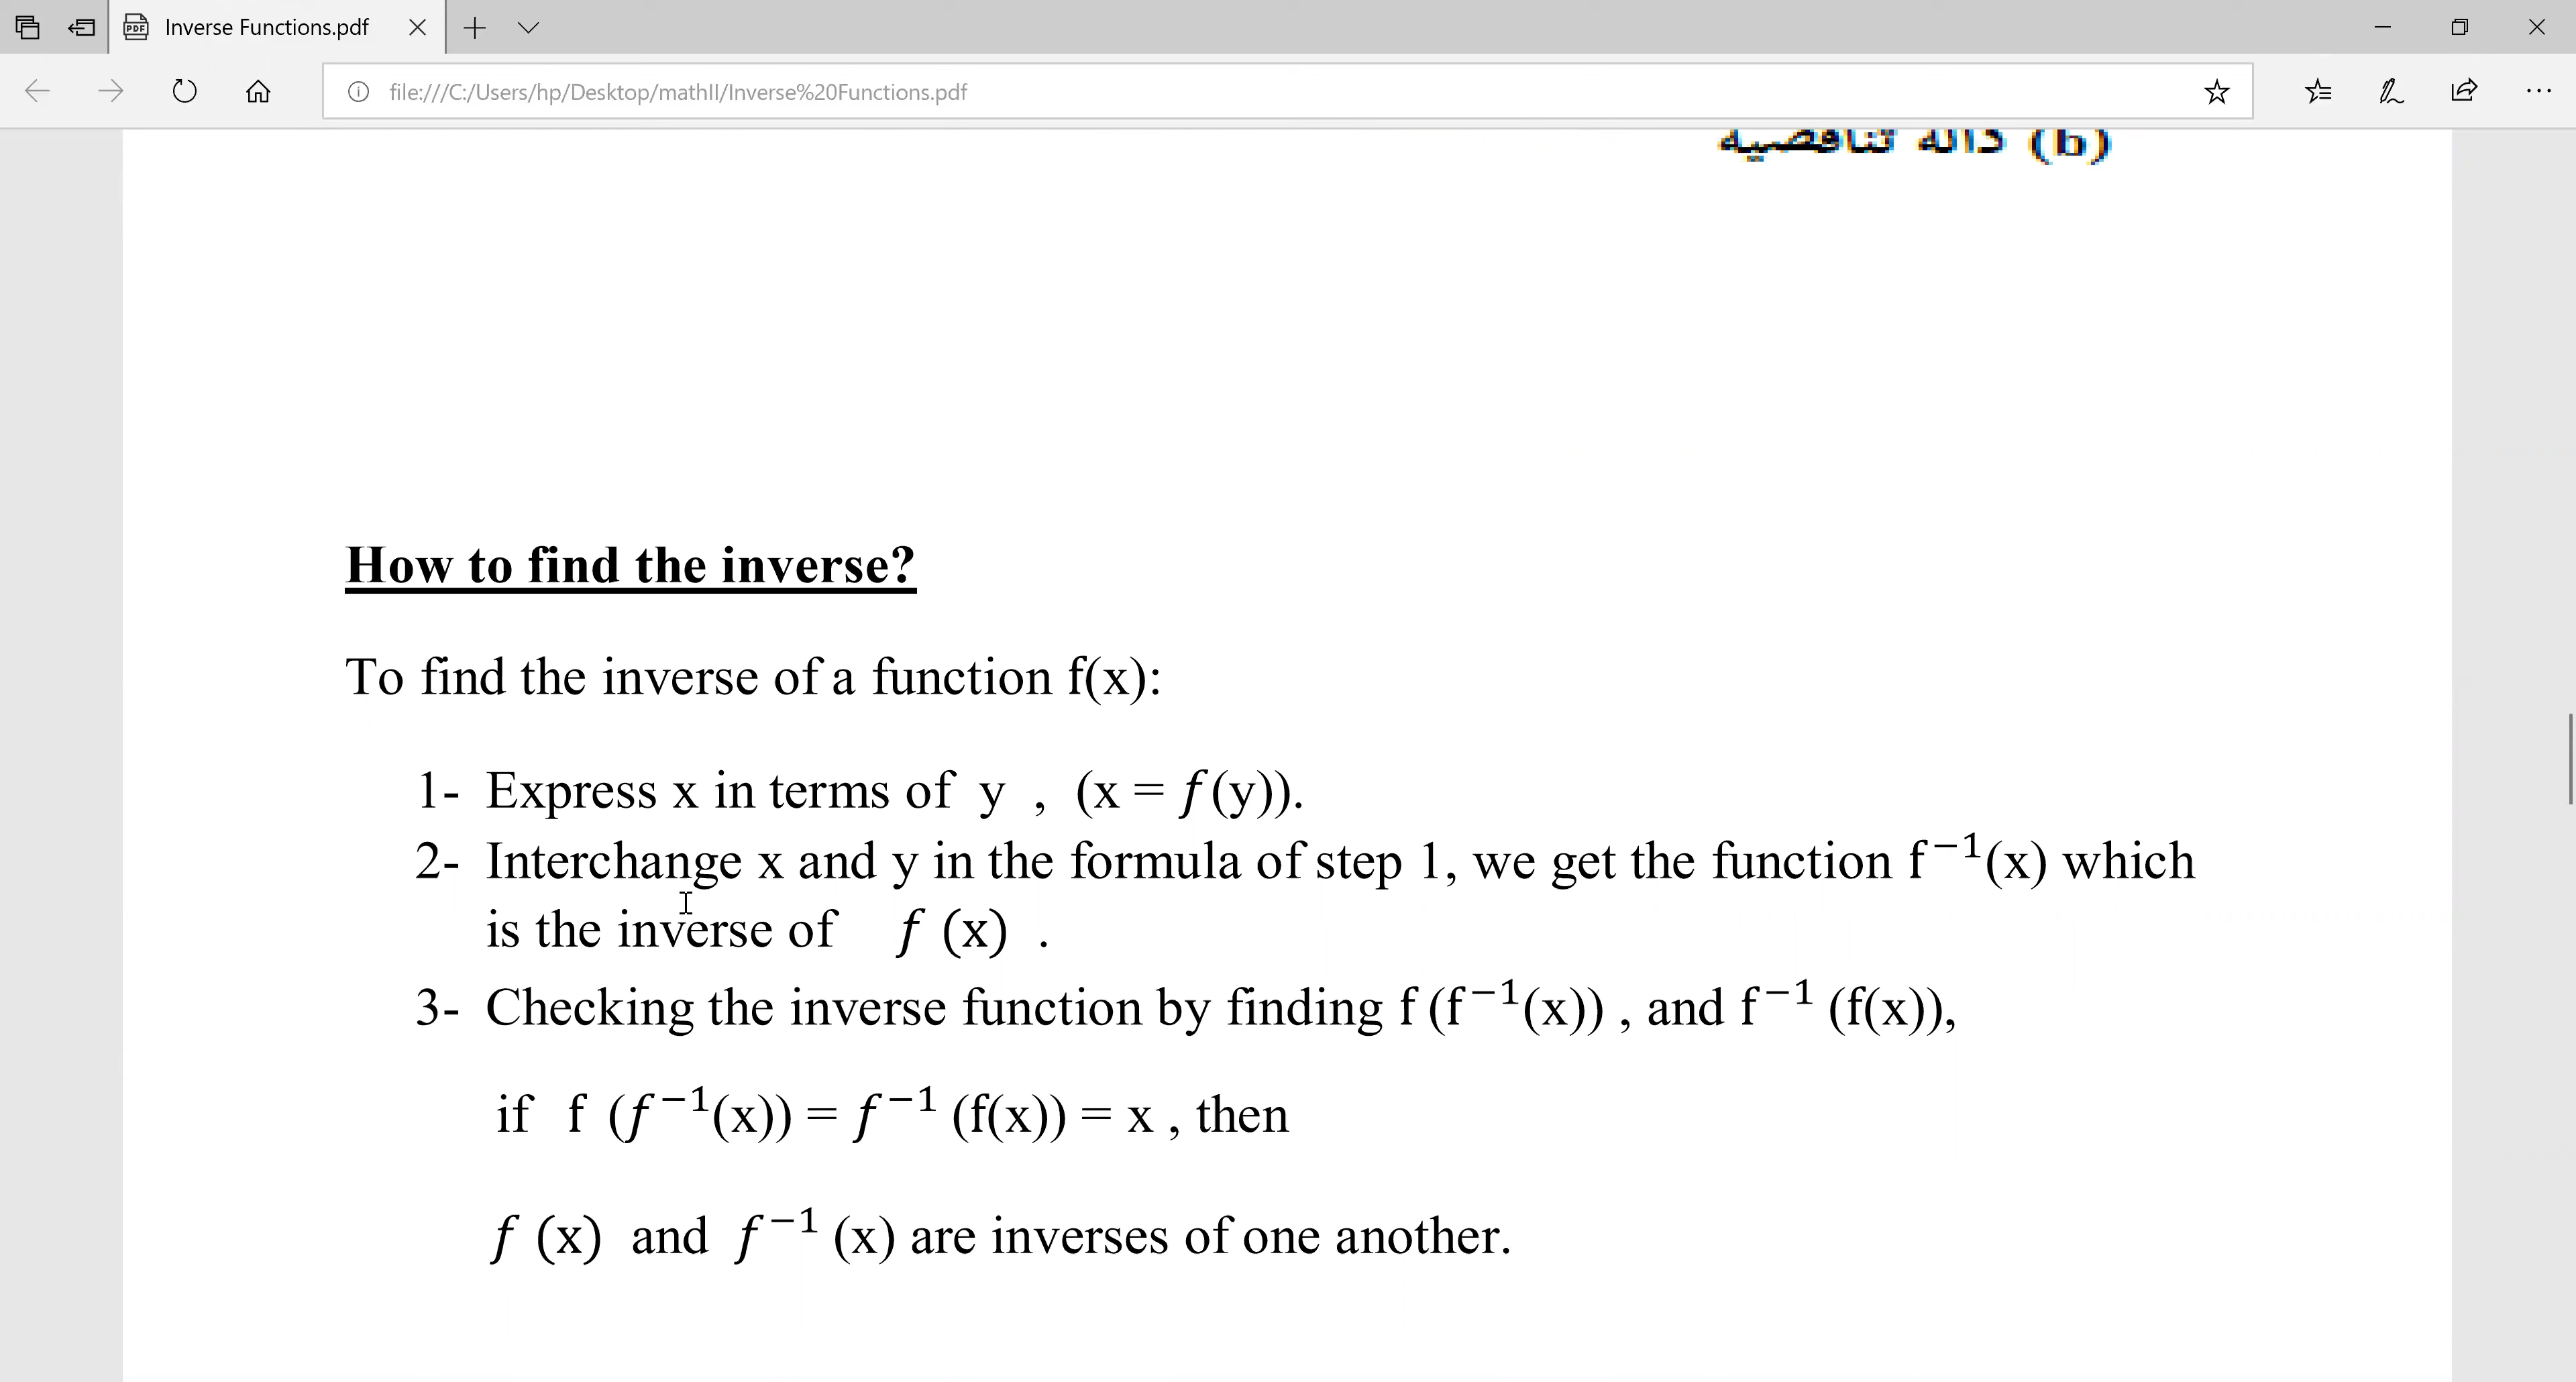 Inverse Functions.pdf
file:///C:/Users/hp/Desktop/mathII/Inverse%20Functions.pdf
(b) دالة تناقصية
How to find the inverse?
To find the inverse of a function f(x):
1- Express x in terms of y , (x = f(y)).
2- Interchange x and y in the formula of step 1, we get the function f⁻¹(x) which
is the inverse of f (x) .
3- Checking the inverse function by finding f (f⁻¹(x)) , and f⁻¹ (f(x)),
if f (f⁻¹(x)) = f⁻¹ (f(x)) = x , then
f (x) and f⁻¹ (x) are inverses of one another.